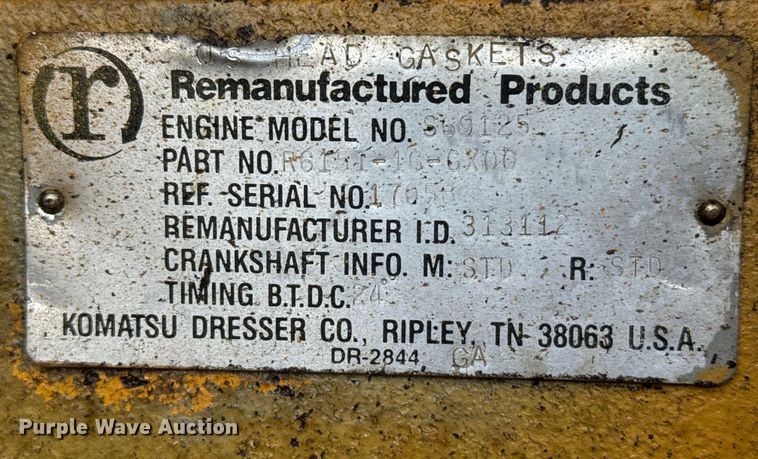 O S HEAD GASKETS
r Remanufactured Products
ENGINE MODEL NO.
PART NO.
REF. SERIAL NO.
REMANUFACTURER I.D. 313112
CRANKSHAFT INFO. M: STD R: STD
TIMING B.T.D.C. 24
KOMATSU DRESSER CO., RIPLEY, TN 38063 U.S.A.
DR-2844 GA
Purple Wave Auction